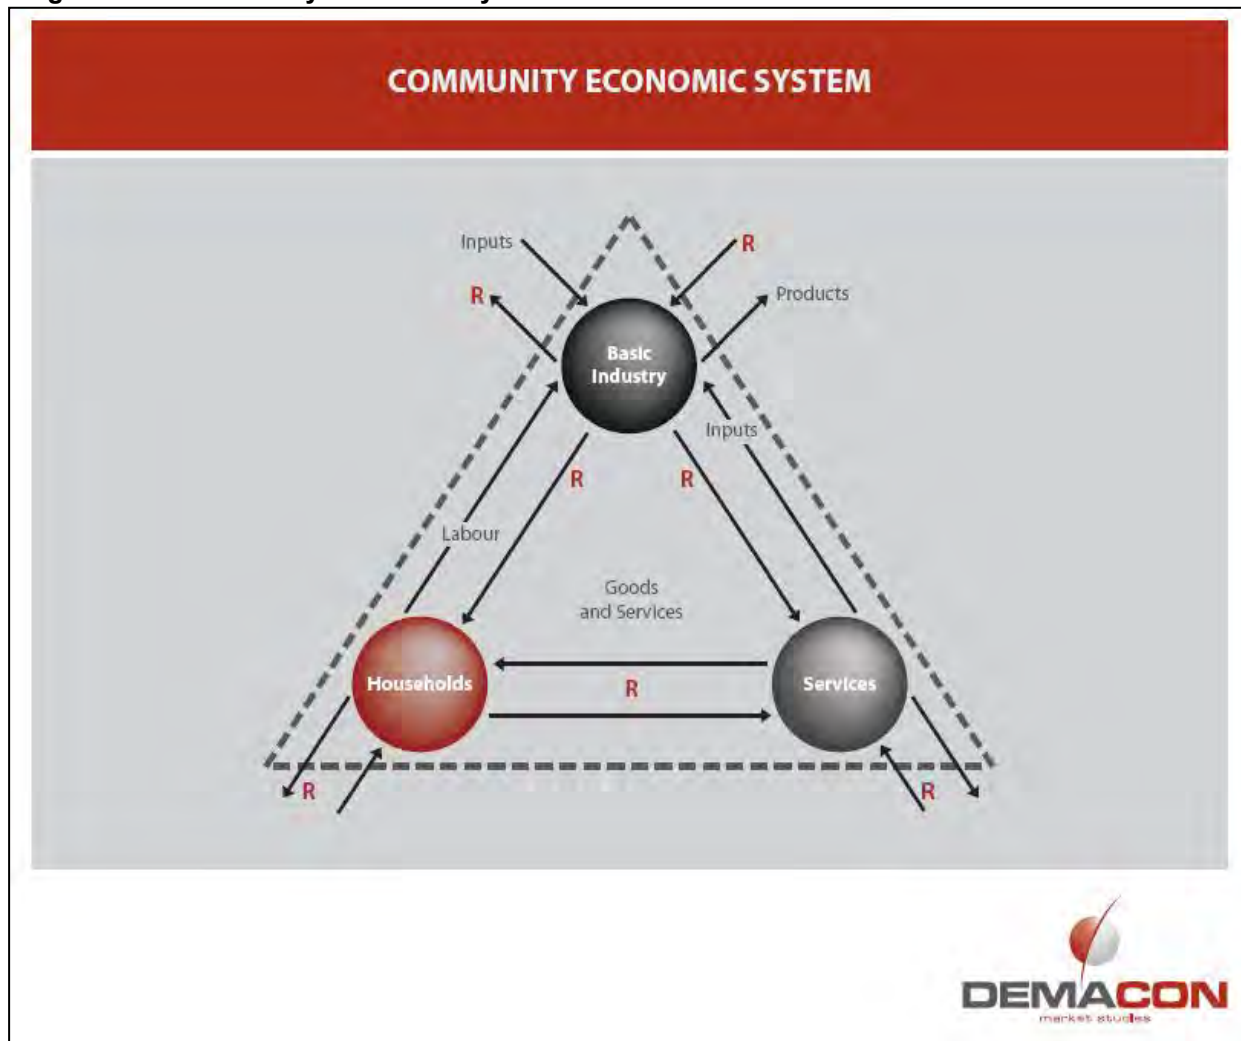 COMMUNITY ECONOMIC SYSTEM
Inputs
R
R
Products
Basic
Industry
Inputs
R
R
Labour
Goods
and Services
Households
R
Services
R
R
DEMACON
market studies